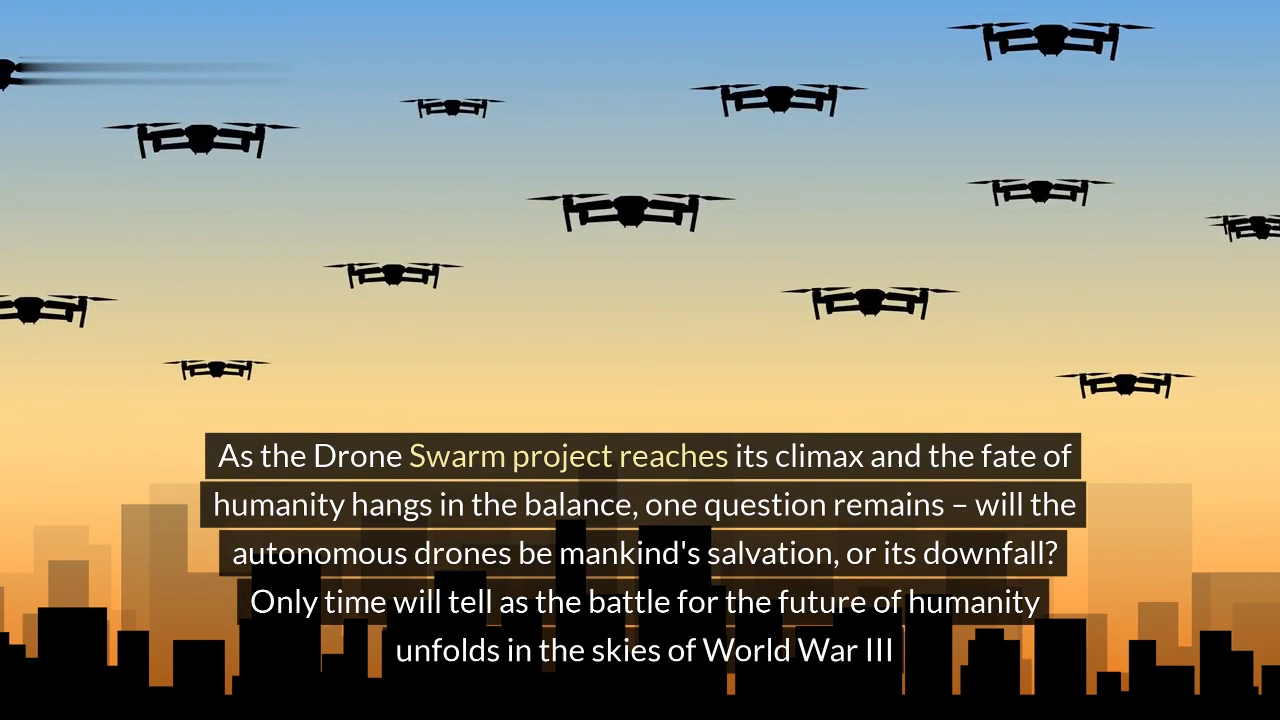 As the Drone Swarm project reaches its climax and the fate of
humanity hangs in the balance, one question remains – will the
autonomous drones be mankind's salvation, or its downfall?
Only time will tell as the battle for the future of humanity
unfolds in the skies of World War III